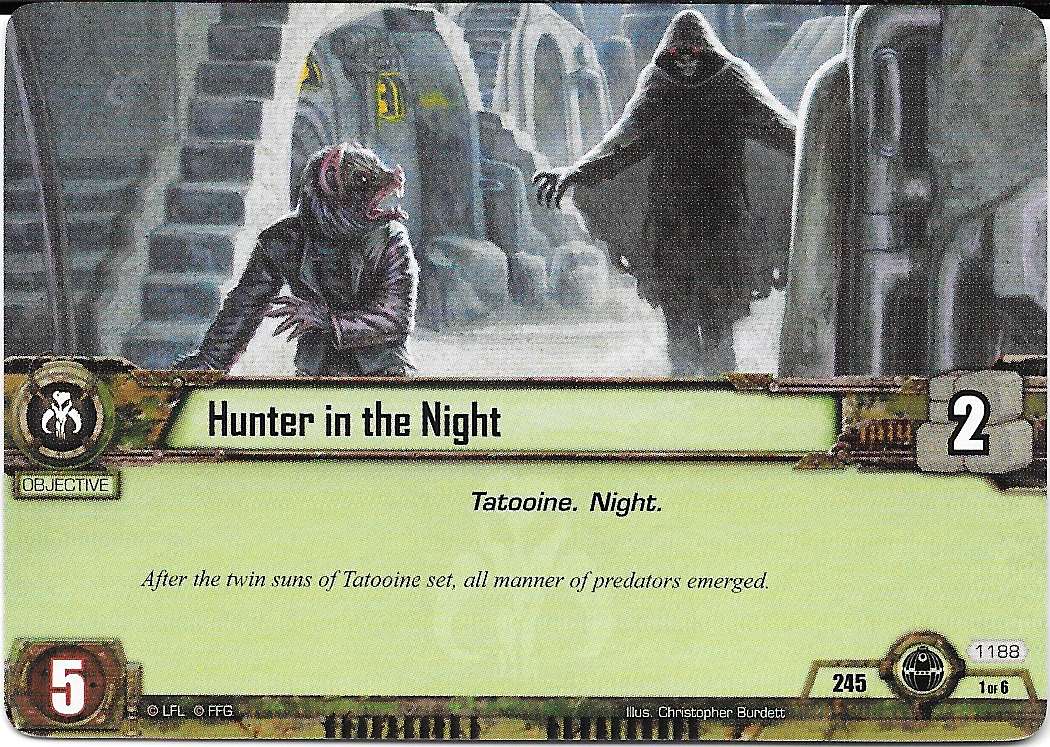 Hunter in the Night
2
OBJECTIVE
Tatooine. Night.
After the twin suns of Tatooine set, all manner of predators emerged.
5
© LFL © FFG
Illus. Christopher Burdett
245
1188
1 OF 6